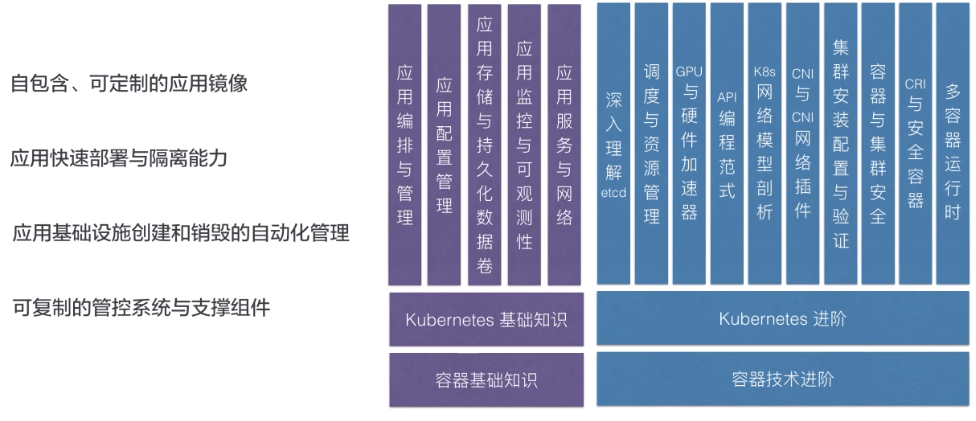 自包含、可定制的应用镜像
应用快速部署与隔离能力
应用基础设施创建和销毁的自动化管理
可复制的管控系统与支撑组件
应用编排与管理
应用配置管理
应用存储与持久化数据卷
应用监控与可观测性
应用服务与网络
Kubernetes 基础知识
容器基础知识
深入理解etcd
调度与资源管理
GPU与硬件加速器
API编程范式
K8s网络模型剖析
CNI与CNI网络插件
集群安装配置与验证
容器与集群安全
CRI与安全容器
多容器运行时
Kubernetes 进阶
容器技术进阶